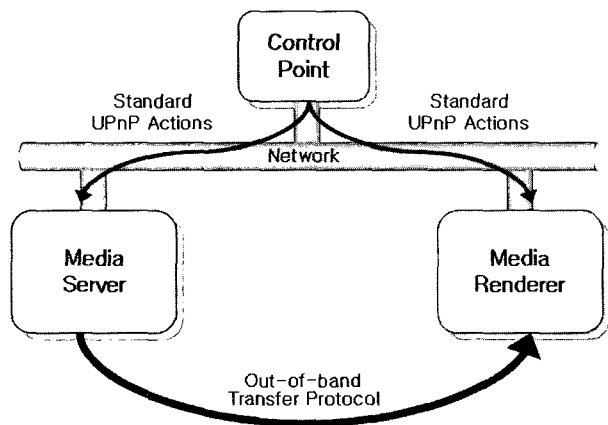 Control
Point
Standard
UPnP Actions
Standard
UPnP Actions
Network
Media
Server
Media
Renderer
Out-of-band
Transfer Protocol